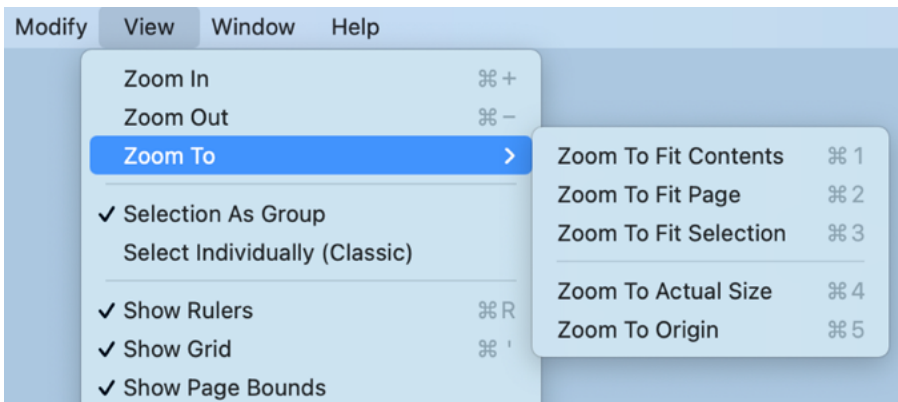 Modify View Window Help
Zoom In ⌘ +
Zoom Out ⌘ −
Zoom To >
✓ Selection As Group
Select Individually (Classic)
✓ Show Rulers ⌘ R
✓ Show Grid ⌘ '
✓ Show Page Bounds
Zoom To Fit Contents ⌘ 1
Zoom To Fit Page ⌘ 2
Zoom To Fit Selection ⌘ 3
Zoom To Actual Size ⌘ 4
Zoom To Origin ⌘ 5